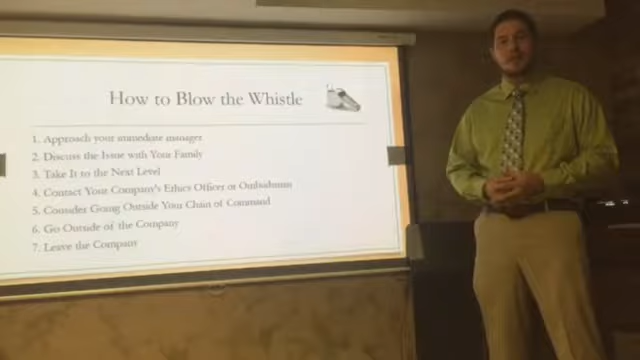 How to Blow the Whistle
1. Approach your immediate manager
2. Discuss the Issue with Your Family
3. Take It to the Next Level
4. Contact Your Company's Ethics Officer or Ombudsman
5. Consider Going Outside Your Chain of Command
6. Go Outside of the Company
7. Leave the Company